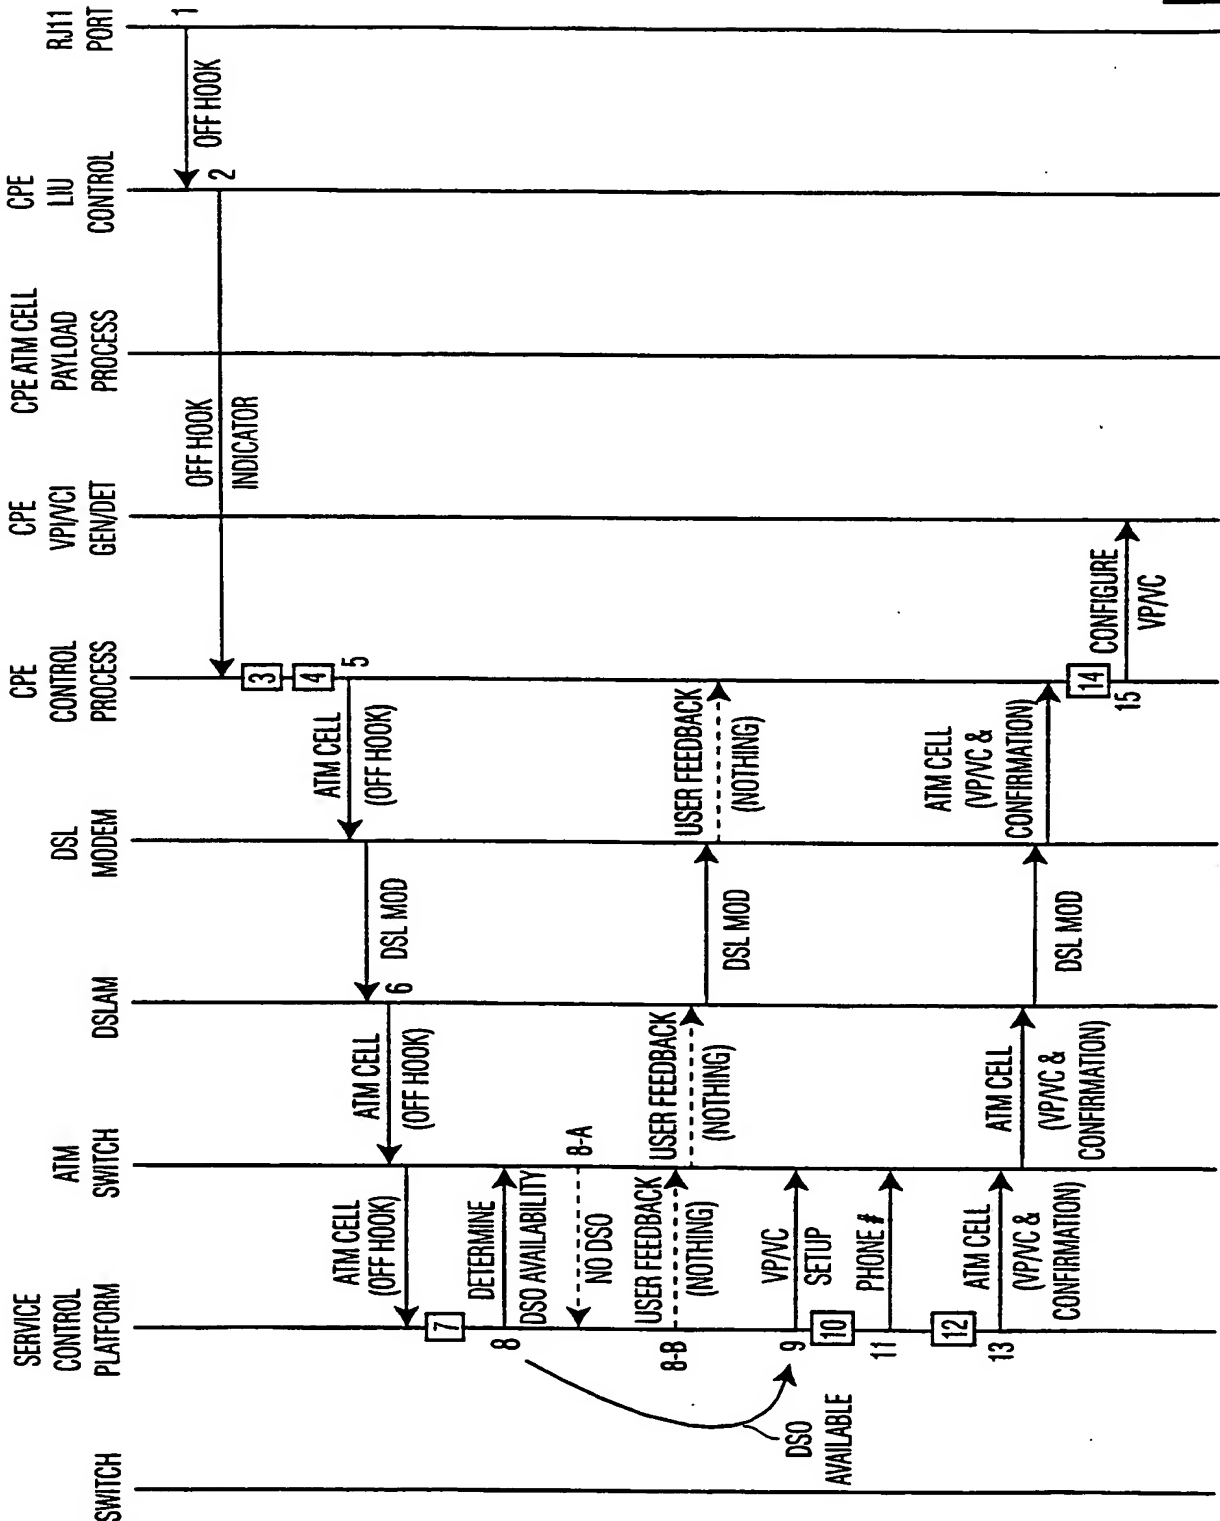 RJ11
PORT
CPE
LIU
CONTROL
CPE ATM CELL
PAYLOAD
PROCESS
CPE
VPI/VCI
GEN/DET
CPE
CONTROL
PROCESS
DSL
MODEM
DSLAM
ATM
SWITCH
SERVICE
CONTROL
PLATFORM
SWITCH
1
OFF HOOK
2
OFF HOOK
INDICATOR
3
4
5
ATM CELL
(OFF HOOK)
DSL MOD
6
ATM CELL
(OFF HOOK)
ATM CELL
(OFF HOOK)
7
8
DETERMINE
DSO AVAILABILITY
8-A
NO DSO
8-B
USER FEEDBACK
(NOTHING)
USER FEEDBACK
(NOTHING)
DSL MOD
USER FEEDBACK
(NOTHING)
DSO
AVAILABLE
9
VP/VC
SETUP
10
11
PHONE #
12
13
ATM CELL
(VP/VC &
CONFIRMATION)
ATM CELL
(VP/VC &
CONFIRMATION)
DSL MOD
ATM CELL
(VP/VC &
CONFIRMATION)
14
15
CONFIGURE
VP/VC